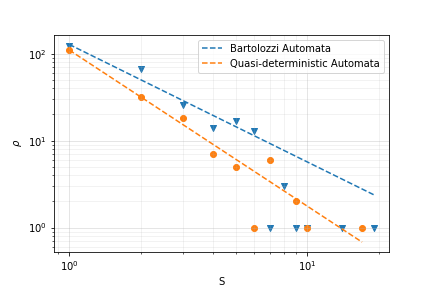 Bartolozzi Automata
Quasi-deterministic Automata
10²
10¹
10⁰
ρ
10⁰ 10¹
S